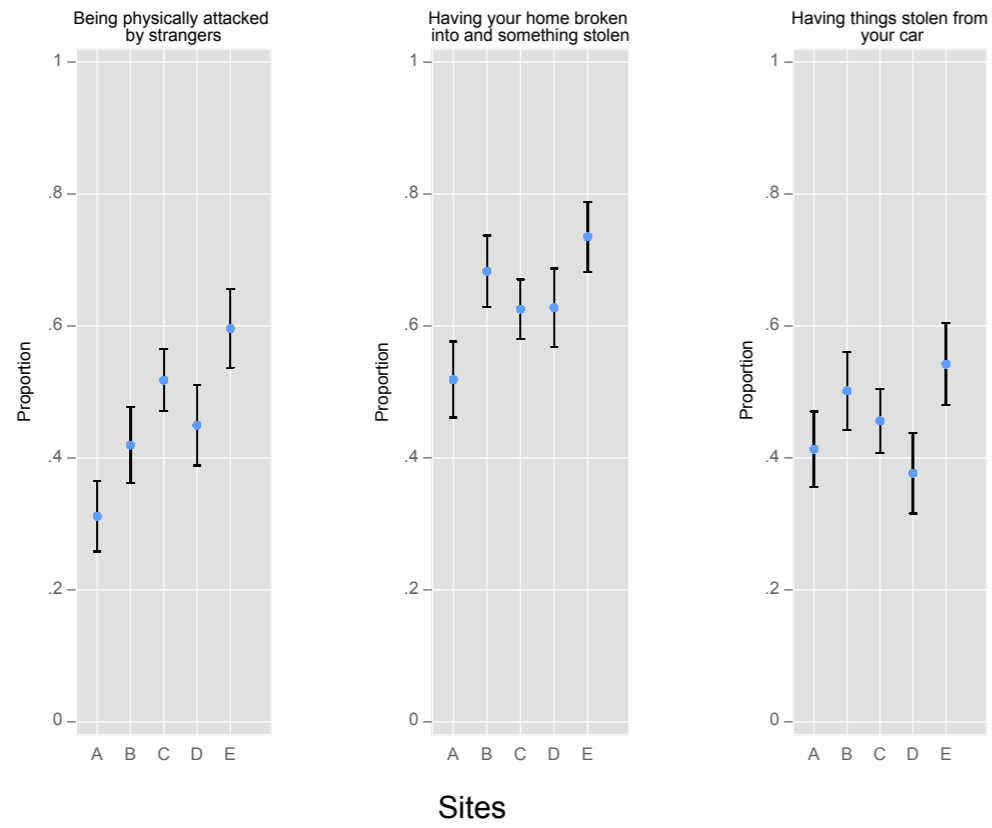 Being physically attacked
by strangers
1
.8
.6
.4
.2
0
Proportion
A B C D E
Having your home broken
into and something stolen
1
.8
.6
.4
.2
0
Proportion
A B C D E
Having things stolen from
your car
1
.8
.6
.4
.2
0
Proportion
A B C D E
Sites